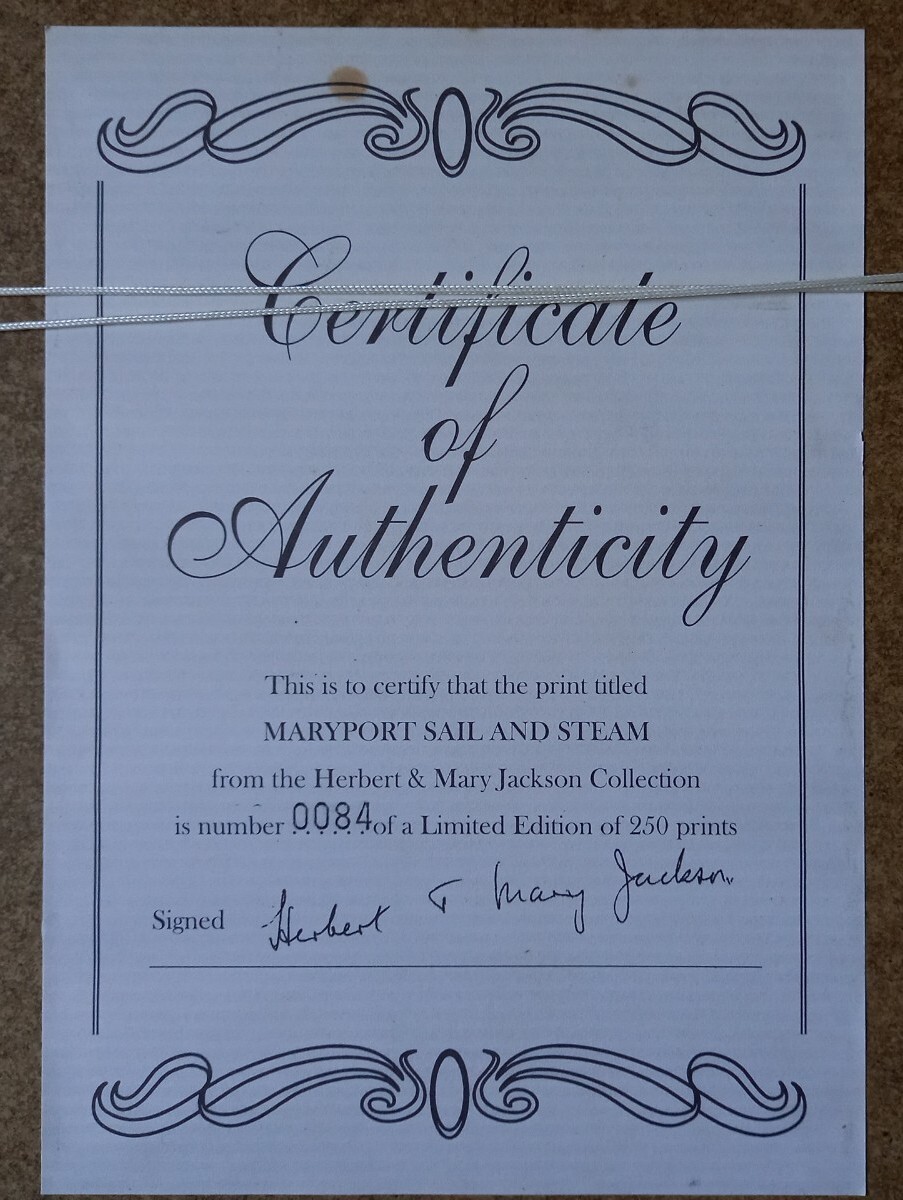 Certificate
of
Authenticity
This is to certify that the print titled
MARYPORT SAIL AND STEAM
from the Herbert & Mary Jackson Collection
is number 0084 of a Limited Edition of 250 prints
Signed Herbert & Mary Jackson